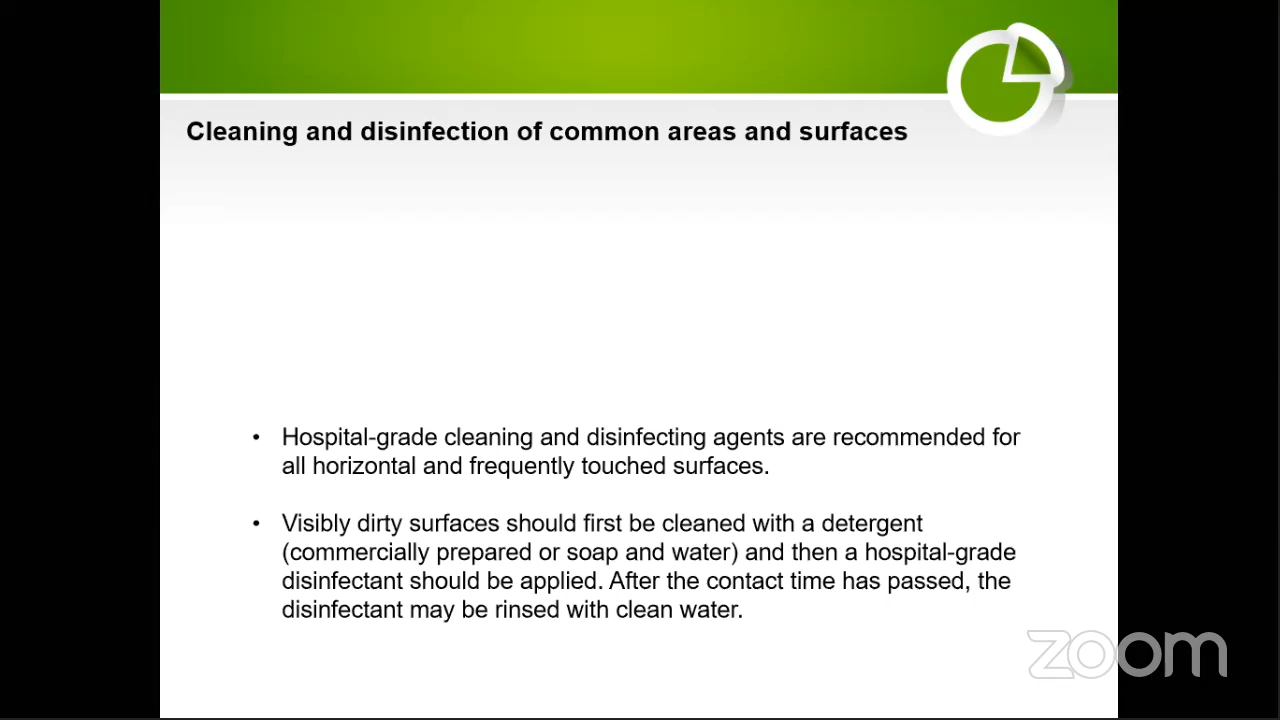 Cleaning and disinfection of common areas and surfaces
• Hospital-grade cleaning and disinfecting agents are recommended for
all horizontal and frequently touched surfaces.
• Visibly dirty surfaces should first be cleaned with a detergent
(commercially prepared or soap and water) and then a hospital-grade
disinfectant should be applied. After the contact time has passed, the
disinfectant may be rinsed with clean water.
zoom